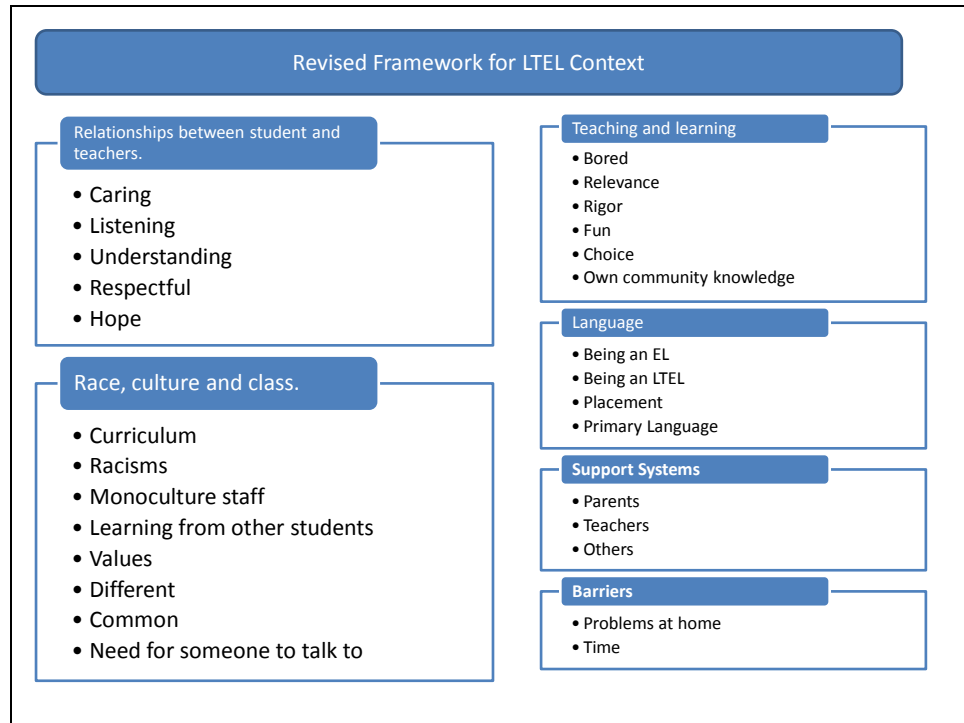 Revised Framework for LTEL Context
Relationships between student and
teachers.
• Caring
• Listening
• Understanding
• Respectful
• Hope
Race, culture and class.
• Curriculum
• Racisms
• Monoculture staff
• Learning from other students
• Values
• Different
• Common
• Need for someone to talk to
Teaching and learning
• Bored
• Relevance
• Rigor
• Fun
• Choice
• Own community knowledge
Language
• Being an EL
• Being an LTEL
• Placement
• Primary Language
Support Systems
• Parents
• Teachers
• Others
Barriers
• Problems at home
• Time